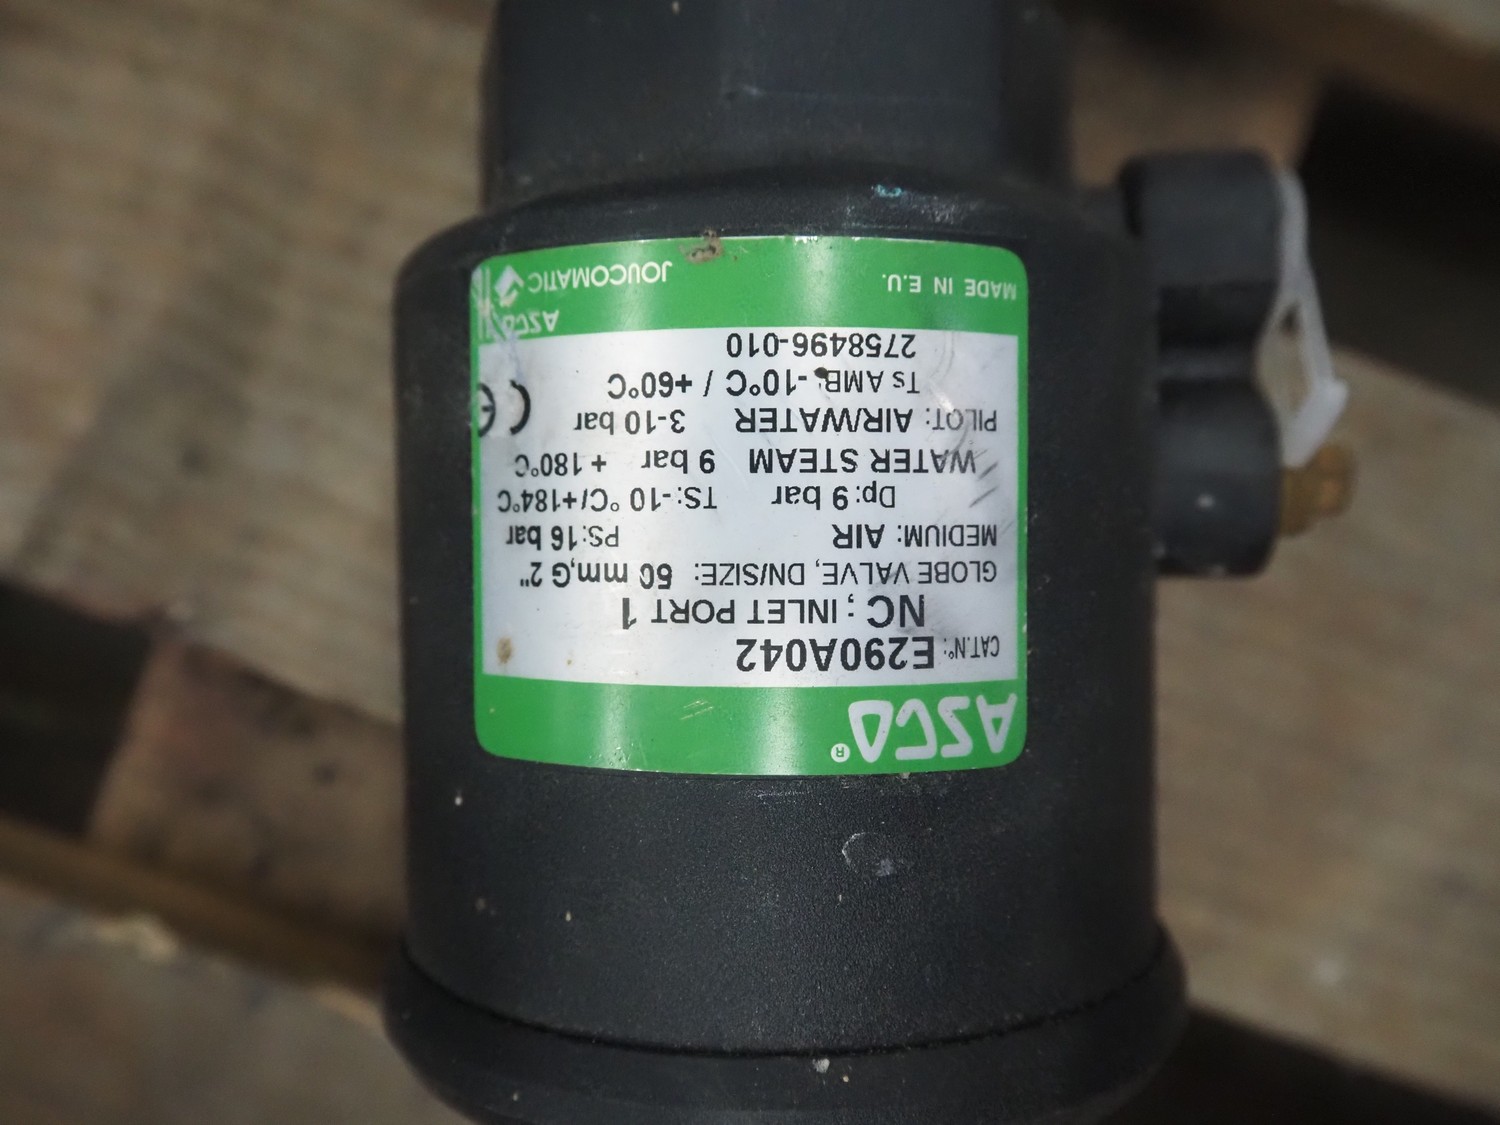 ASCO®
CAT.N°: E290A042
NC ; INLET PORT 1
GLOBE VALVE, DN/SIZE: 50 mm,G 2"
MEDIUM: AIR PS:16 bar
Dp:9 bar TS:-10 °C/+184°C
WATER STEAM 9 bar + 180°C
PILOT: AIR/WATER 3-10 bar CE
Ts AMB: -10°C / +60°C
2758496-010
ASCO
MADE IN E.U. JOUCOMATIC